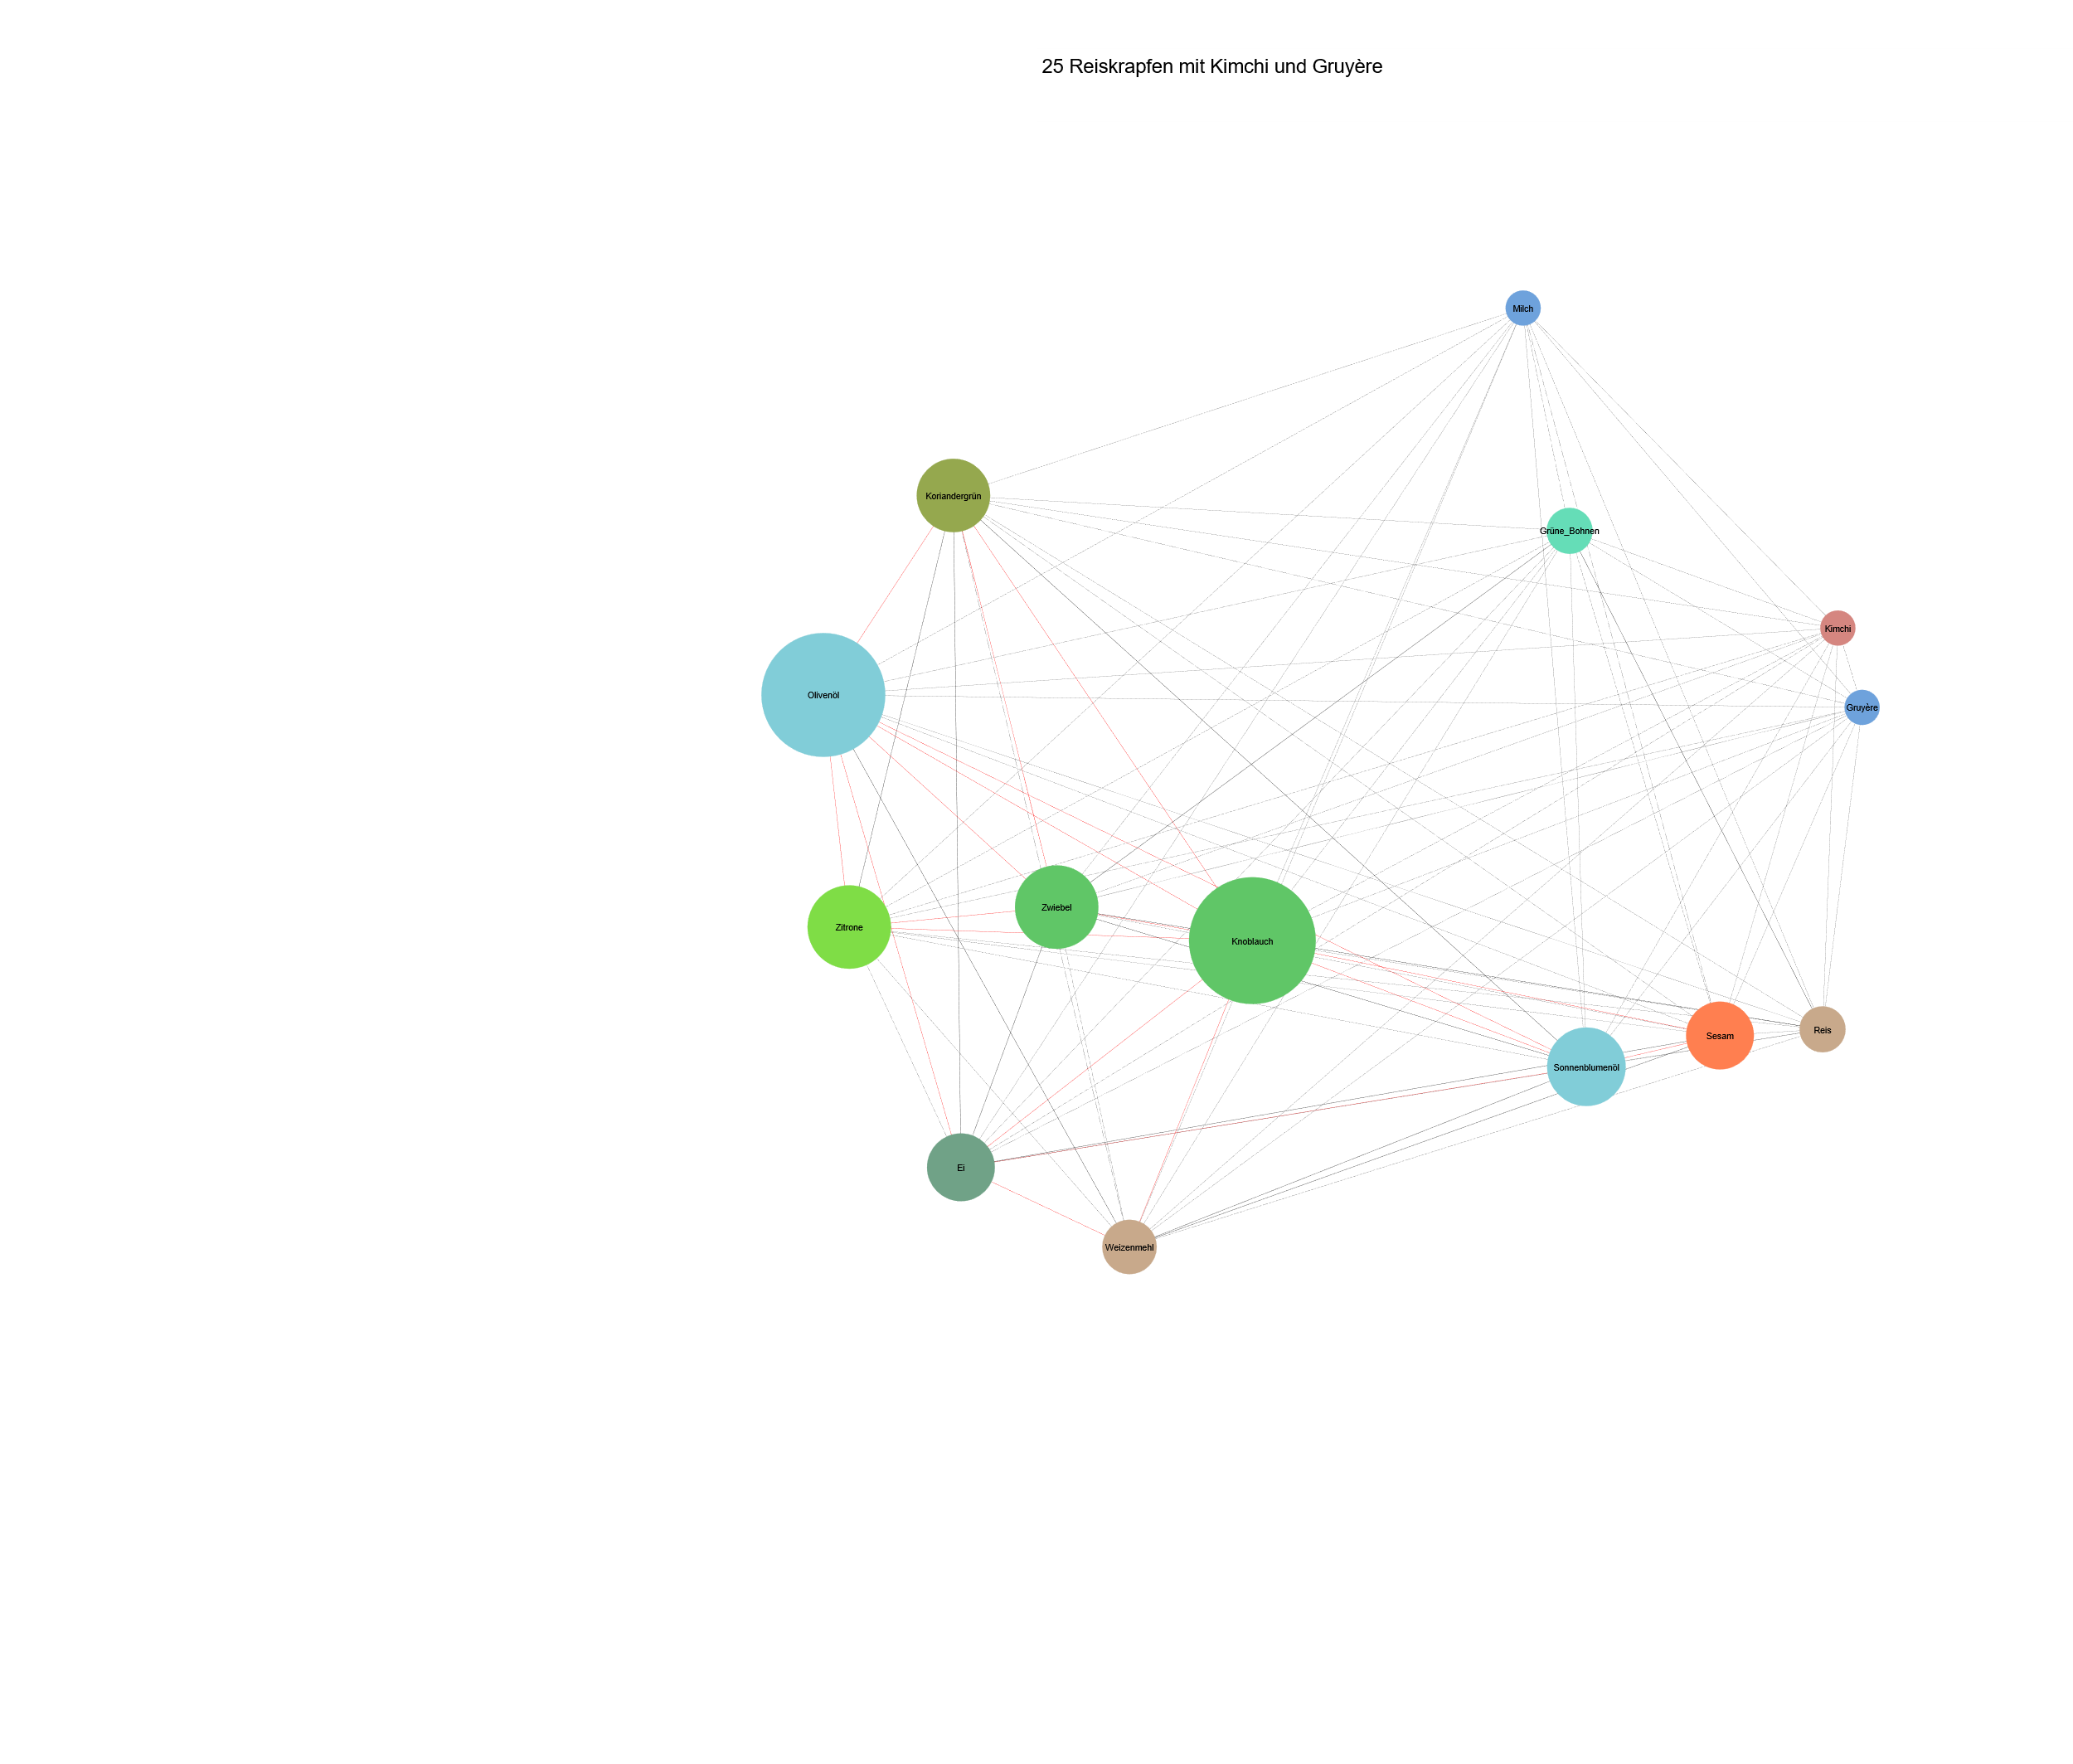 25 Reiskrapfen mit Kimchi und Gruyère
Milch
Koriandergrün
Grüne_Bohnen
Kimchi
Olivenöl
Gruyère
Zwiebel
Zitrone
Knoblauch
Reis
Sesam
Sonnenblumenöl
Ei
Weizenmehl